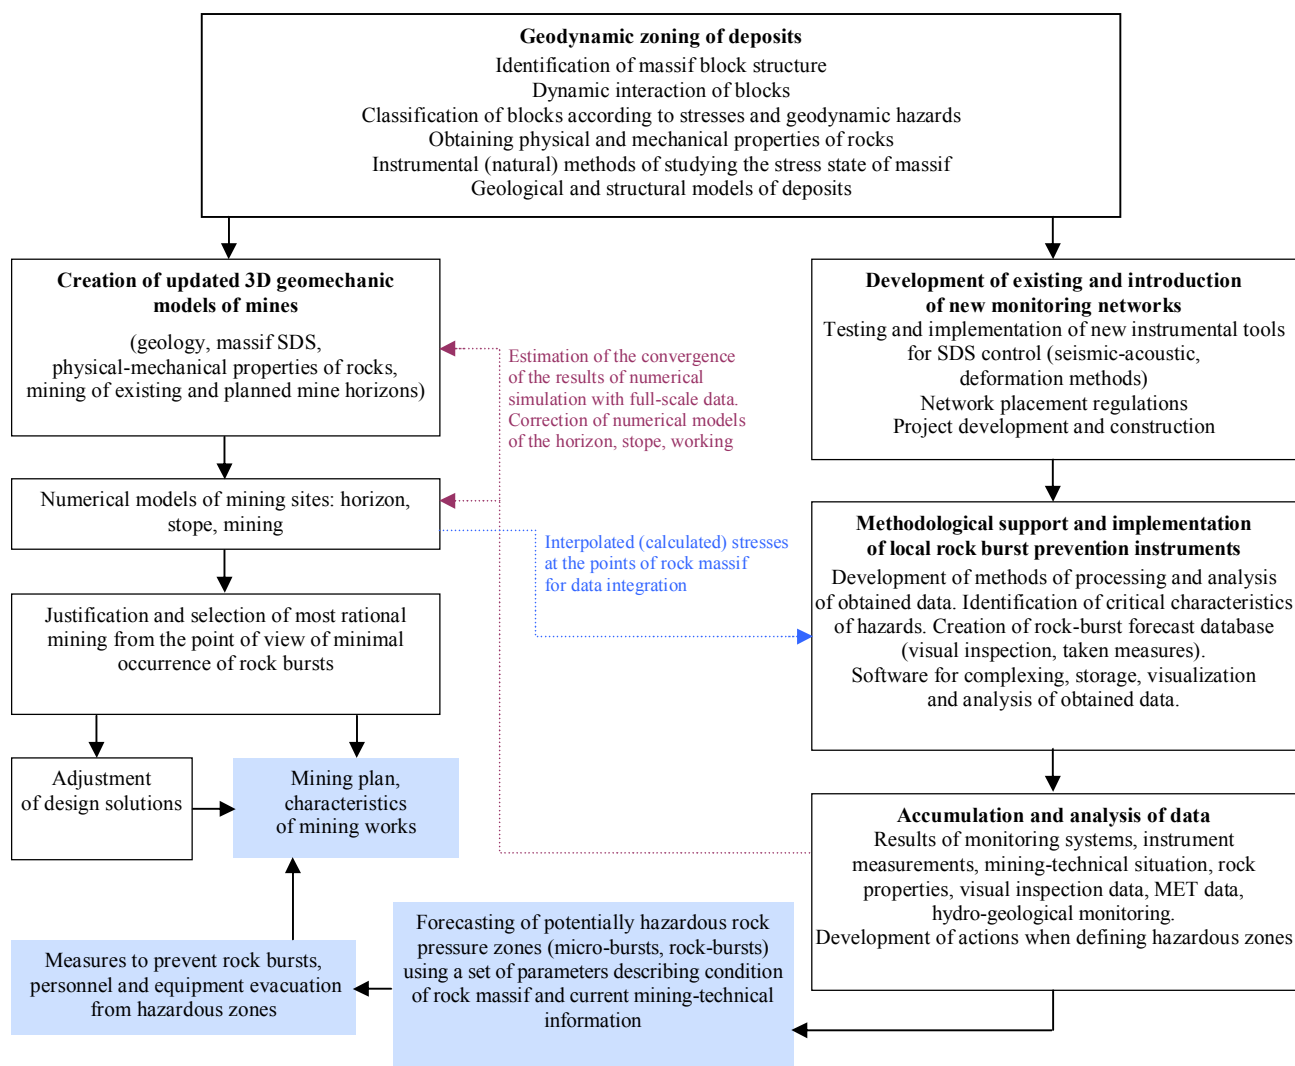 Geodynamic zoning of deposits
Identification of massif block structure
Dynamic interaction of blocks
Classification of blocks according to stresses and geodynamic hazards
Obtaining physical and mechanical properties of rocks
Instrumental (natural) methods of studying the stress state of massif
Geological and structural models of deposits
Creation of updated 3D geomechanic
models of mines
(geology, massif SDS,
physical-mechanical properties of rocks,
mining of existing and planned mine horizons)
Development of existing and introduction
of new monitoring networks
Testing and implementation of new instrumental tools
for SDS control (seismic-acoustic,
deformation methods)
Network placement regulations
Project development and construction
Estimation of the convergence
of the results of numerical
simulation with full-scale data.
Correction of numerical models
of the horizon, stope, working
Numerical models of mining sites: horizon,
stope, mining
Interpolated (calculated) stresses
at the points of rock massif
for data integration
Methodological support and implementation
of local rock burst prevention instruments
Development of methods of processing and analysis
of obtained data. Identification of critical characteristics
of hazards. Creation of rock-burst forecast database
(visual inspection, taken measures).
Software for complexing, storage, visualization
and analysis of obtained data.
Justification and selection of most rational
mining from the point of view of minimal
occurrence of rock bursts
Adjustment
of design solutions
Mining plan,
characteristics
of mining works
Accumulation and analysis of data
Results of monitoring systems, instrument
measurements, mining-technical situation, rock
properties, visual inspection data, MET data,
hydro-geological monitoring.
Development of actions when defining hazardous zones
Forecasting of potentially hazardous rock
pressure zones (micro-bursts, rock-bursts)
using a set of parameters describing condition
of rock massif and current mining-technical
information
Measures to prevent rock bursts,
personnel and equipment evacuation
from hazardous zones